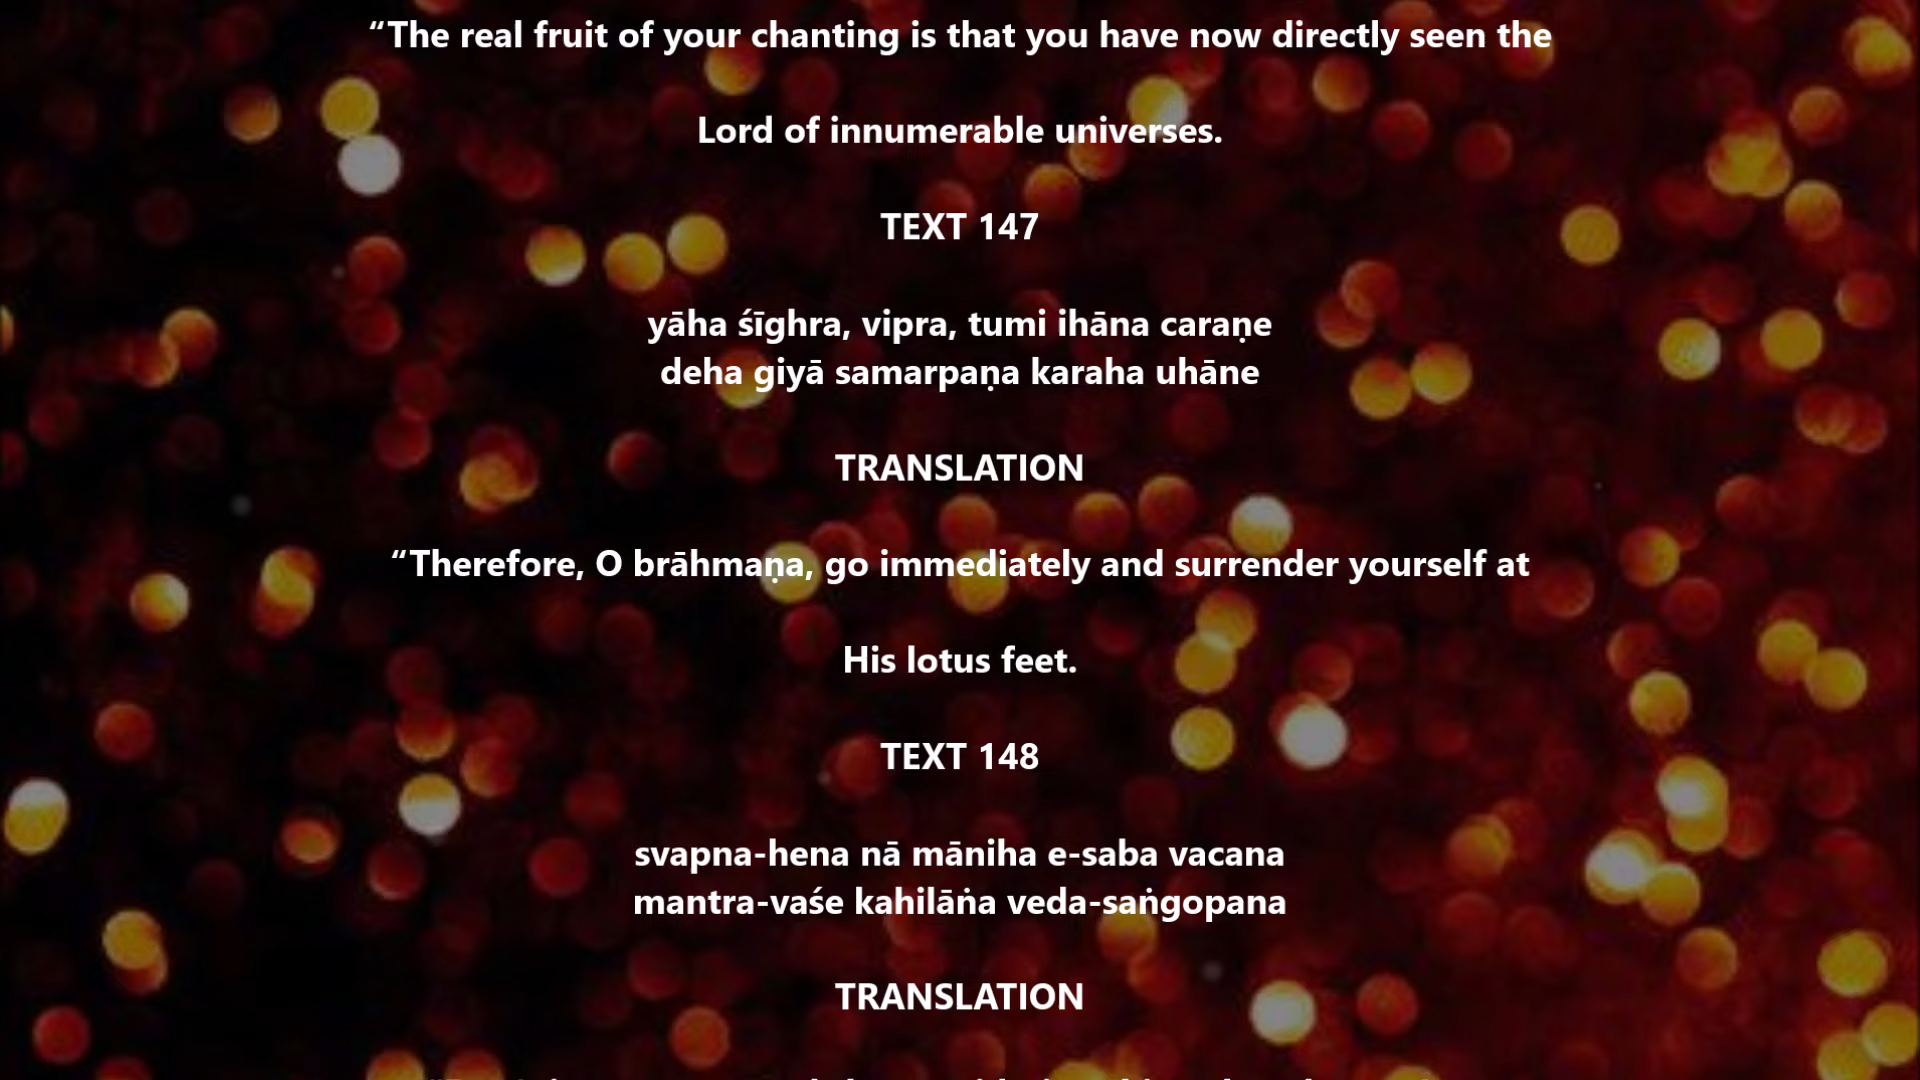 “The real fruit of your chanting is that you have now directly seen the
Lord of innumerable universes.
TEXT 147
yāha śīghra, vipra, tumi ihāna caraṇe
deha giyā samarpaṇa karaha uhāne
TRANSLATION
“Therefore, O brāhmaṇa, go immediately and surrender yourself at
His lotus feet.
TEXT 148
svapna-hena nā māniha e-saba vacana
mantra-vaśe kahilāṅa veda-saṅgopana
TRANSLATION